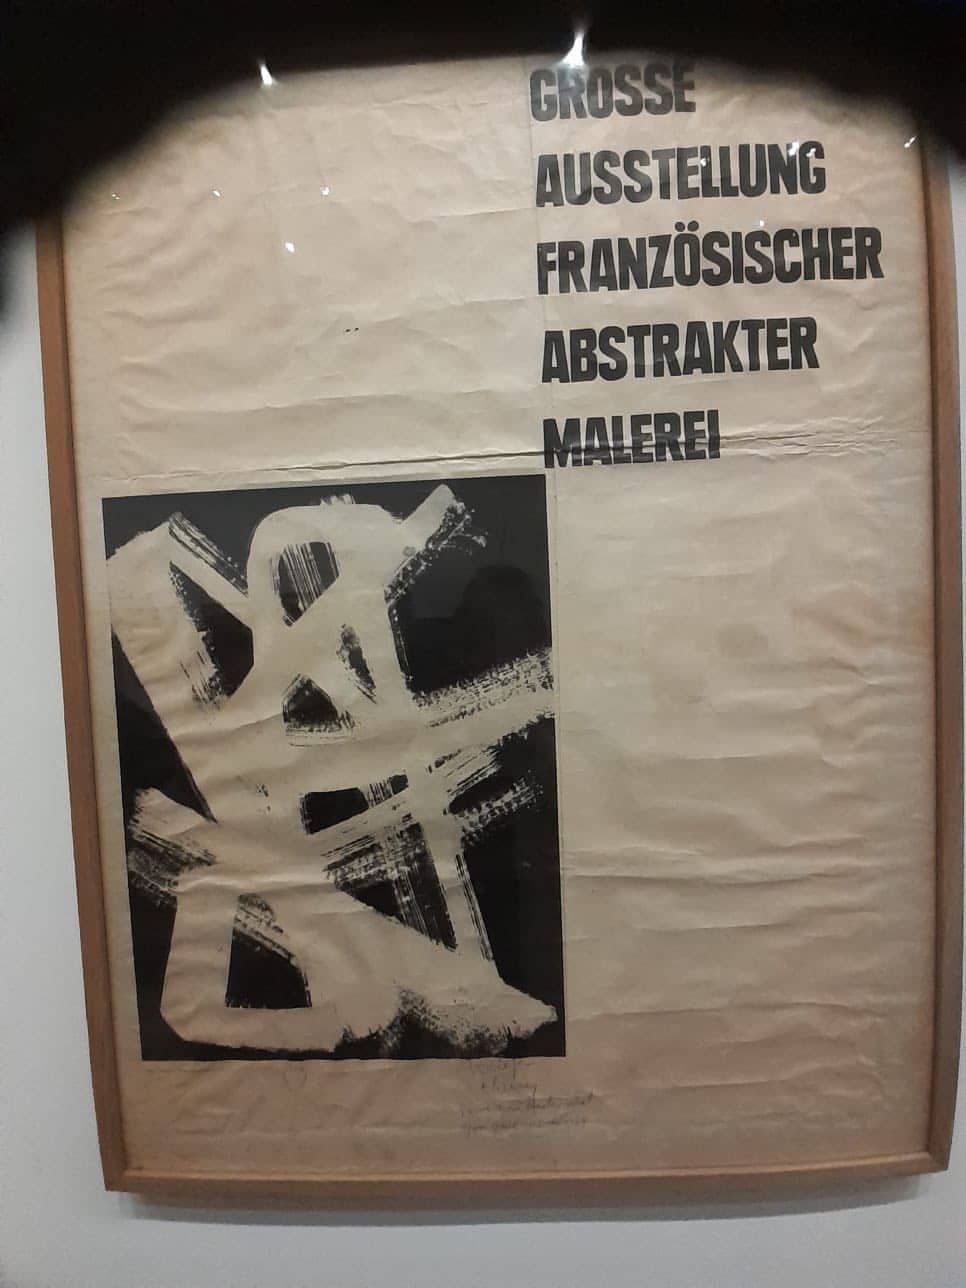 GROSSE
AUSSTELLUNG
FRANZÖSISCHER
ABSTRAKTER
MALEREI